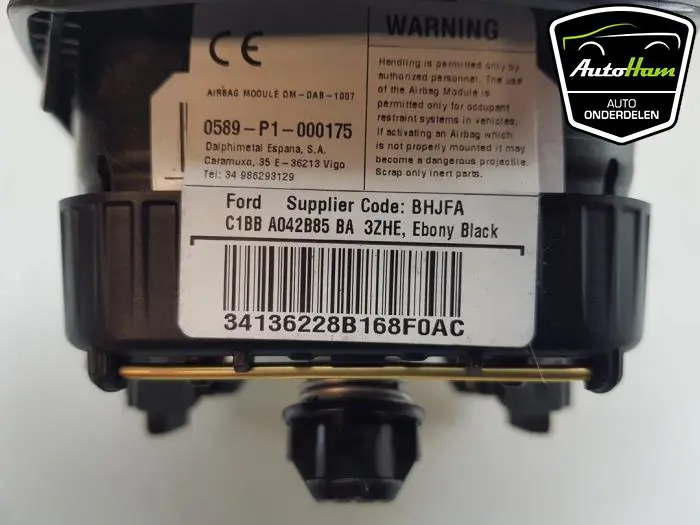 CE
AIRBAG MODULE DM-DAB-1007
0589-P1-000175
Dalphimetal Espana, S.A.
Caramuxo, 35 E-36213 Vigo
Tel: 34 986293129
WARNING
Handling is permitted only by
authorized personnel. The use
of the Airbag Module is
permitted only for occupant
restraint systems in vehicles.
If activating an Airbag which
is not properly mounted it may
become a dangerous projectile.
Scrap only inert parts.
Ford Supplier Code: BHJFA
C1BB A042B85 BA 3ZHE, Ebony Black
34136228B168F0AC
AutoHam
AUTO
ONDERDELEN